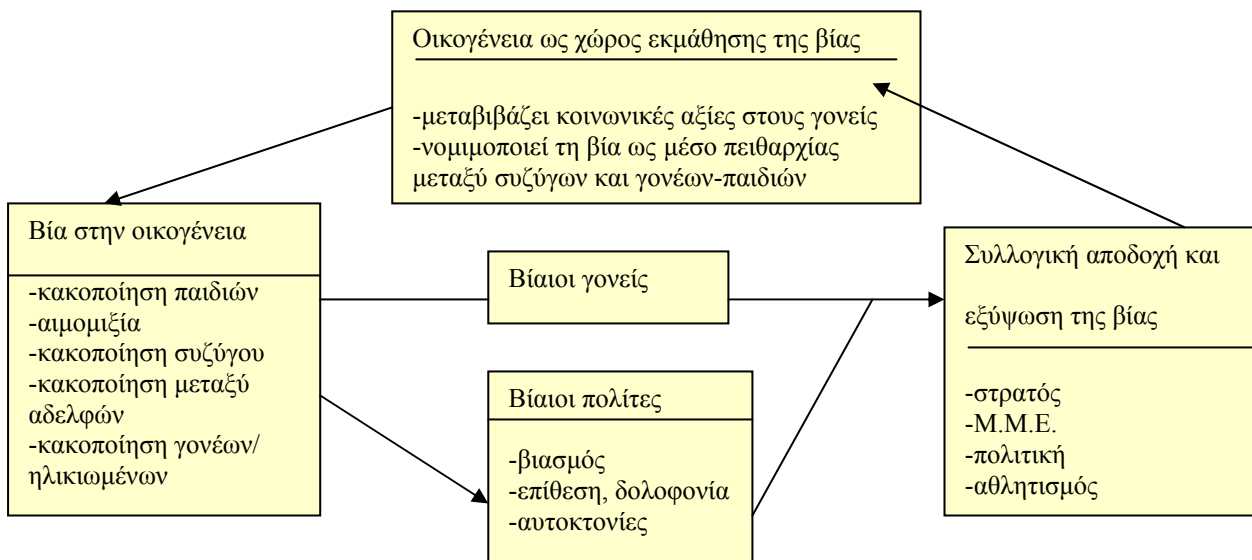 Οικογένεια ως χώρος εκμάθησης της βίας
-μεταβιβάζει κοινωνικές αξίες στους γονείς
-νομιμοποιεί τη βία ως μέσο πειθαρχίας
μεταξύ συζύγων και γονέων-παιδιών
Βία στην οικογένεια
-κακοποίηση παιδιών
-αιμομιξία
-κακοποίηση συζύγου
-κακοποίηση μεταξύ
αδελφών
-κακοποίηση γονέων/
ηλικιωμένων
Βίαιοι γονείς
Βίαιοι πολίτες
-βιασμός
-επίθεση, δολοφονία
-αυτοκτονίες
Συλλογική αποδοχή και
εξύψωση της βίας
-στρατός
-Μ.Μ.Ε.
-πολιτική
-αθλητισμός